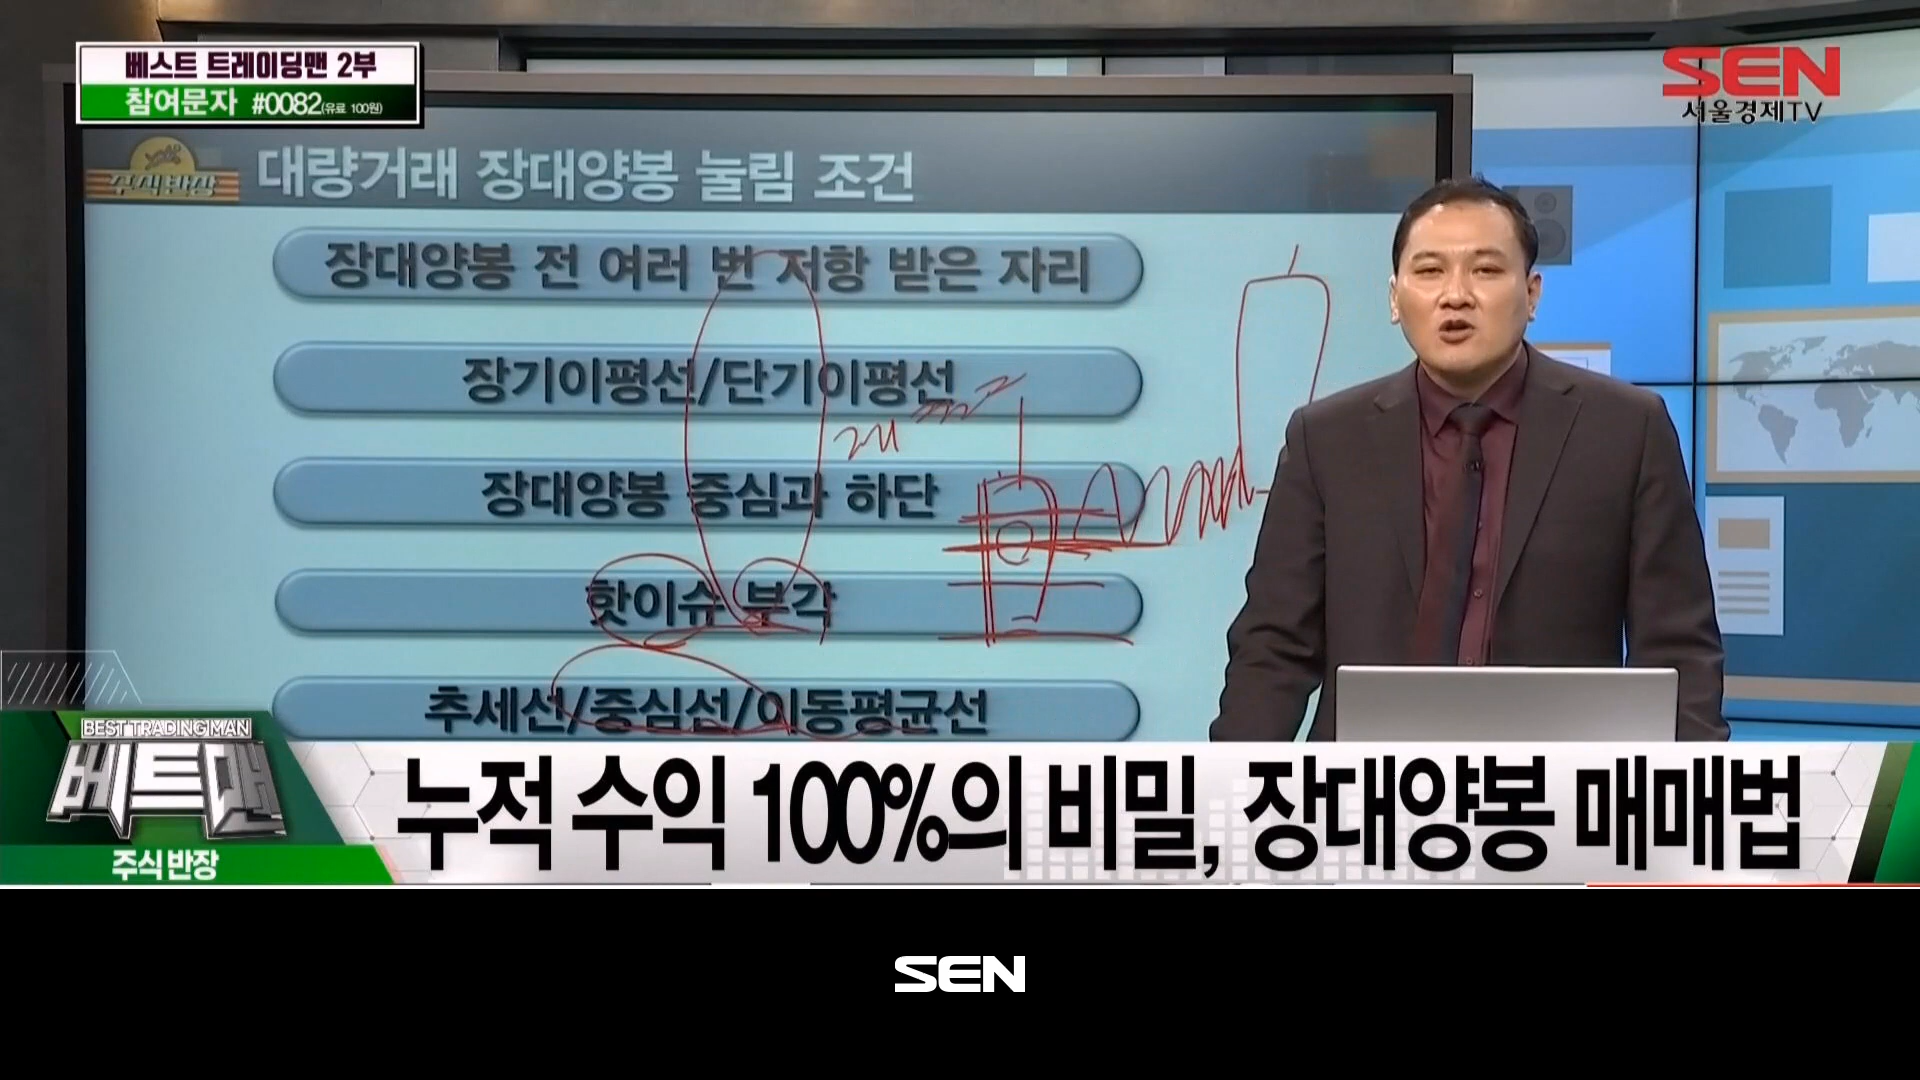 베스트 트레이딩맨 2부
참여문자 #0082(유료 100원)
SEN
서울경제TV
주식반장
대량거래 장대양봉 눌림 조건
장대양봉 전 여러 번 저항 받은 자리
장기이평선/단기이평선
장대양봉 중심과 하단
핫이슈 부각
추세선/중심선/이동평균선
BEST TRADING MAN
베트맨
주식 반장
누적 수익 100%의 비밀, 장대양봉 매매법
SEN